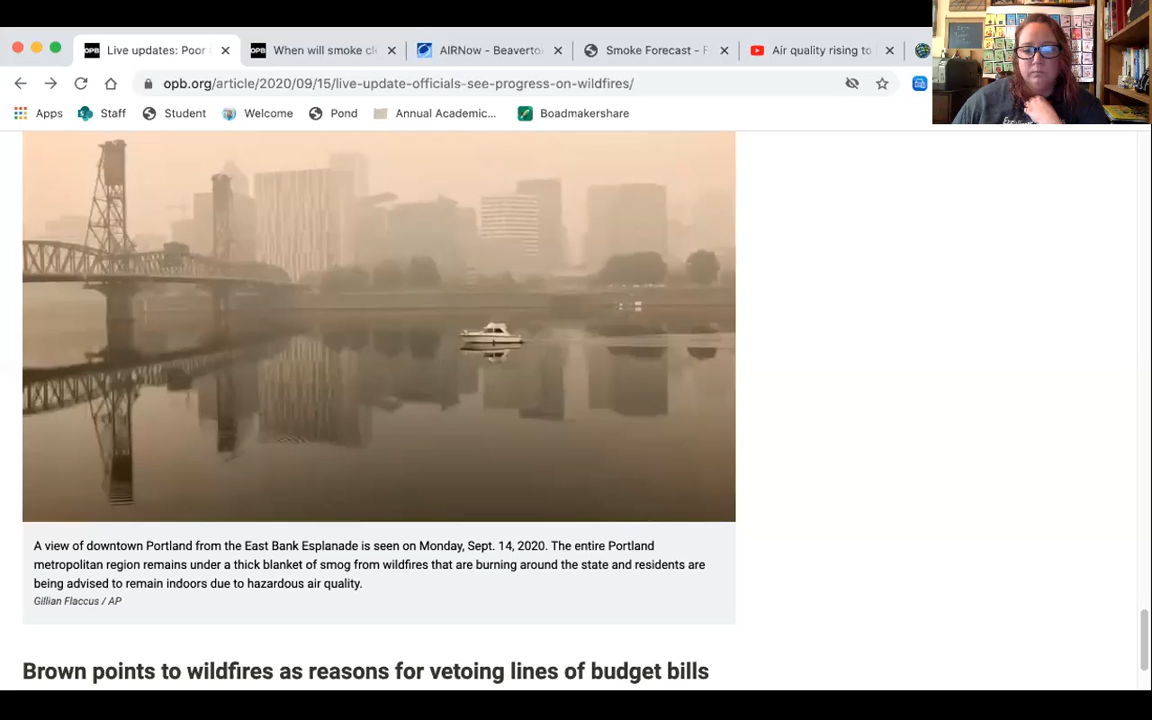 Live updates: Poor
OPB When will smoke cl
AIRNow - Beaverto
Smoke Forecast - F
Air quality rising to
opb.org/article/2020/09/15/live-update-officials-see-progress-on-wildfires/
Apps Staff Student Welcome Pond Annual Academic... Boadmakershare
A view of downtown Portland from the East Bank Esplanade is seen on Monday, Sept. 14, 2020. The entire Portland
metropolitan region remains under a thick blanket of smog from wildfires that are burning around the state and residents are
being advised to remain indoors due to hazardous air quality.
Gillian Flaccus / AP
Brown points to wildfires as reasons for vetoing lines of budget bills